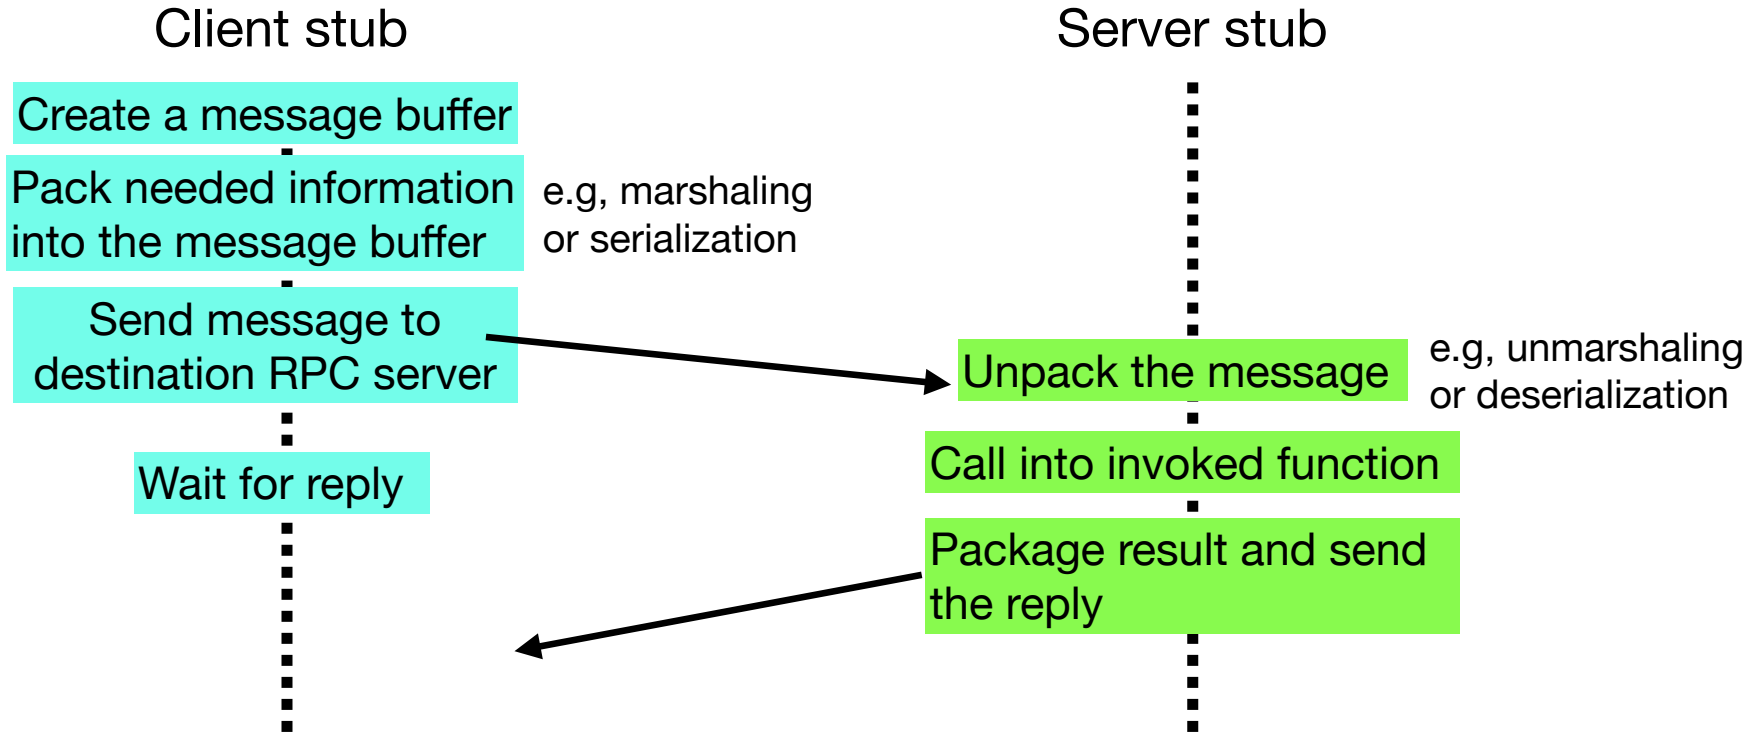 Client stub
Create a message buffer
Pack needed information
into the message buffer
e.g, marshaling
or serialization
Send message to
destination RPC server
Wait for reply
Server stub
Unpack the message
e.g, unmarshaling
or deserialization
Call into invoked function
Package result and send
the reply